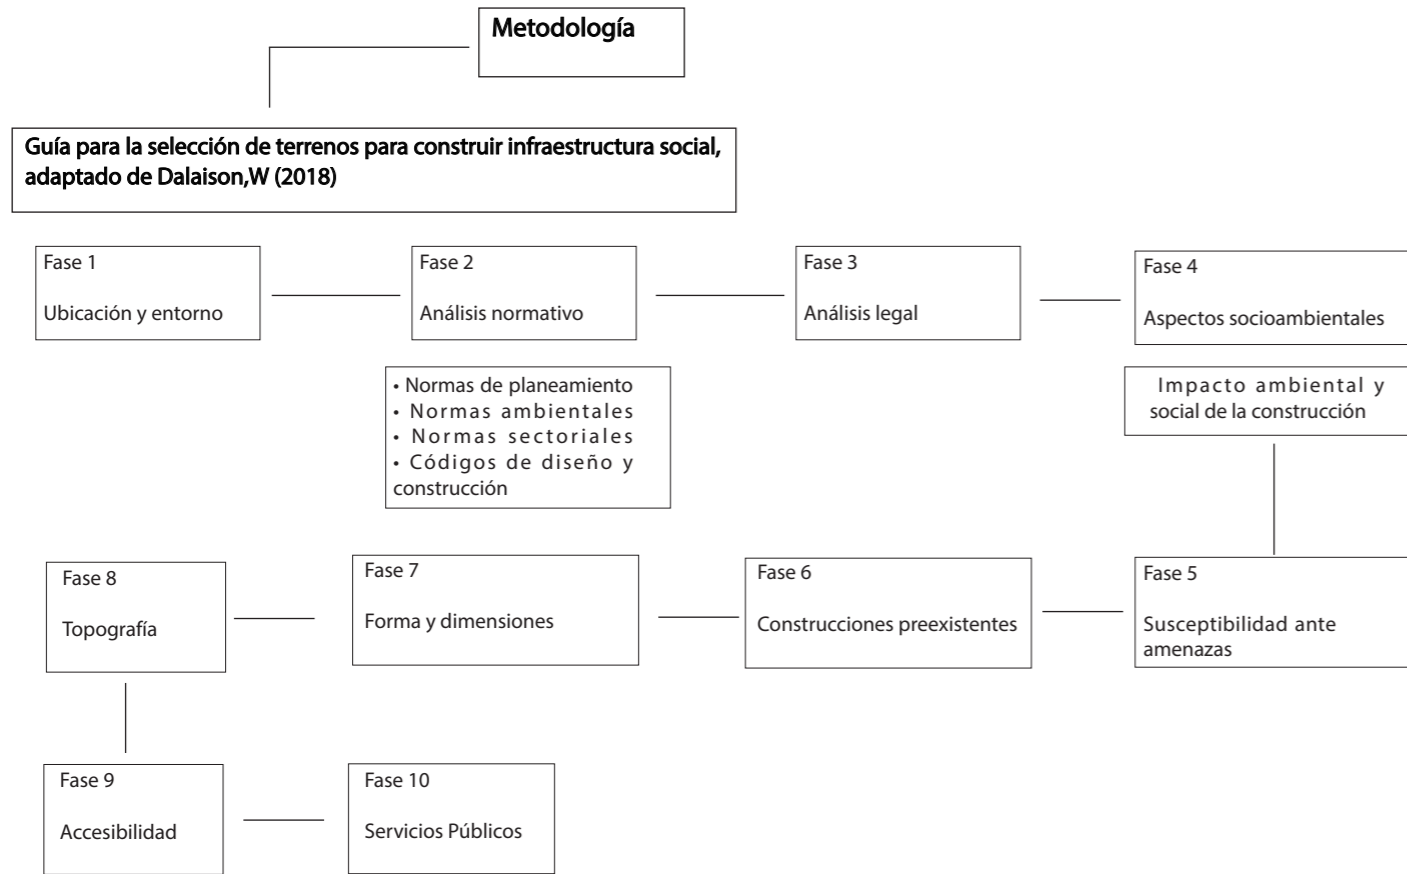 Metodología
Guía para la selección de terrenos para construir infraestructura social,
adaptado de Dalaison,W (2018)
Fase 1
Ubicación y entorno
Fase 2
Análisis normativo
• Normas de planeamiento
• Normas ambientales
• Normas sectoriales
• Códigos de diseño y
construcción
Fase 3
Análisis legal
Fase 4
Aspectos socioambientales
Impacto ambiental y
social de la construcción
Fase 5
Susceptibilidad ante
amenazas
Fase 6
Construcciones preexistentes
Fase 7
Forma y dimensiones
Fase 8
Topografía
Fase 9
Accesibilidad
Fase 10
Servicios Públicos